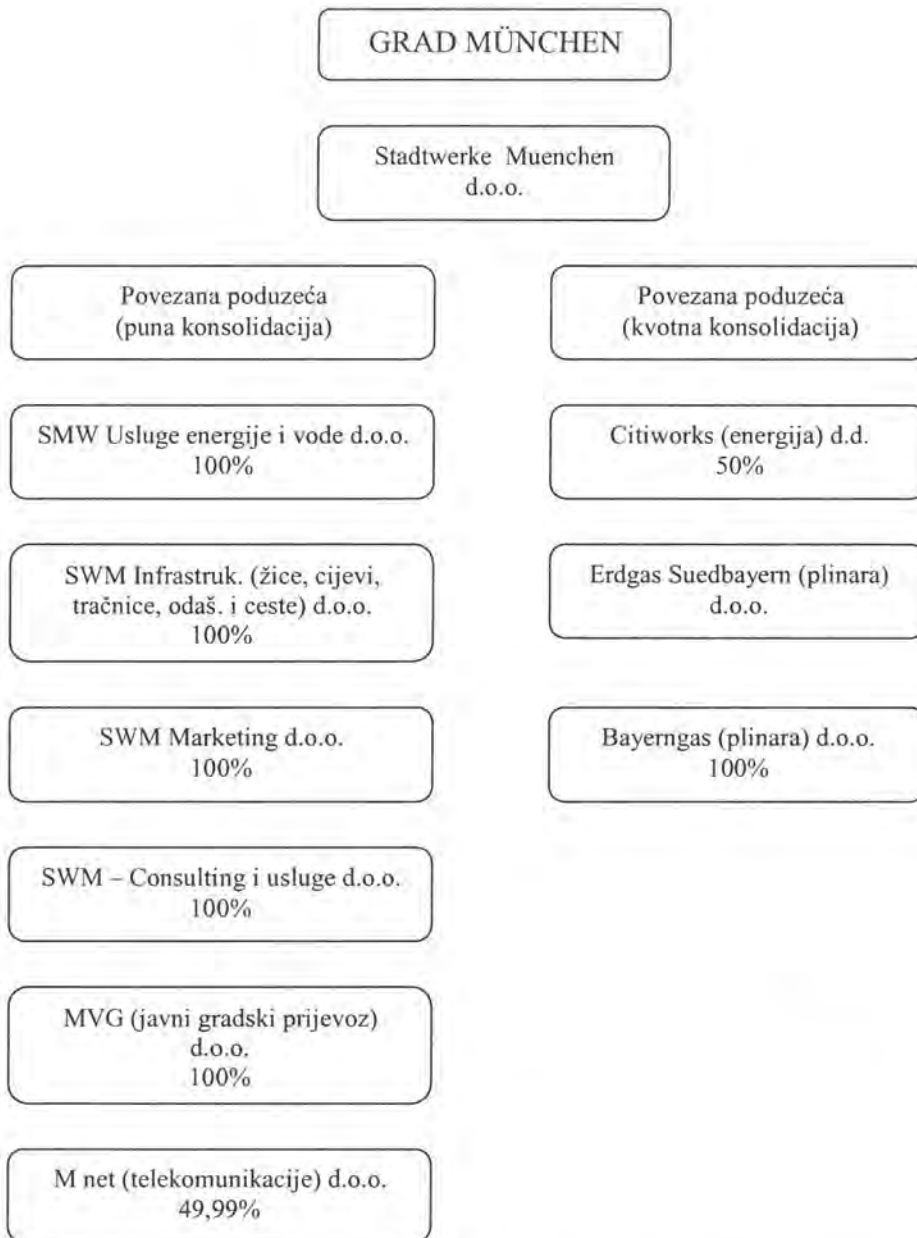 GRAD MÜNCHEN
Stadtwerke Muenchen
d.o.o.
Povezana poduzeća
(puna konsolidacija)
SMW Usluge energije i vode d.o.o.
100%
SWM Infrastruk. (žice, cijevi,
tračnice, odaš. i ceste) d.o.o.
100%
SWM Marketing d.o.o.
100%
SWM – Consulting i usluge d.o.o.
100%
MVG (javni gradski prijevoz)
d.o.o.
100%
M net (telekomunikacije) d.o.o.
49,99%
Povezana poduzeća
(kvotna konsolidacija)
Citiworks (energija) d.d.
50%
Erdgas Suedbayern (plinara)
d.o.o.
Bayerngas (plinara) d.o.o.
100%